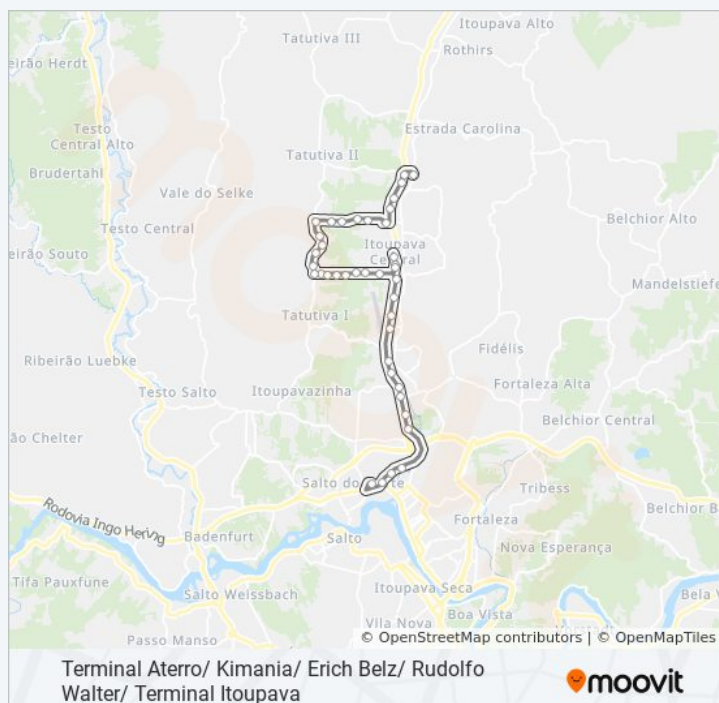 Itoupava Alto
Tatutiva III
Rothirs
eirão Herdt
Testo
Central Alto
Estrada Carolina
Tatutiva II
Brudertahl
Vale do Selke
Belchior Alto
Testo Central
eirão Souto
Itoupava
Central
Mandelstiefe
Tatutiva I
Fidélis
Ribeirão Luebke
Fortaleza Alta
Testo Salto
Itoupavazinha
Belchior Central
ão Chelter
Salto do
rte
Tribess
Rodovia Ingo Hering
Belchior B
Fortaleza
Badenfurt
Nova Esperança
Salto
Tifa Pauxfune
Itoupava Seca
Salto Weissbach
Bela V
Boa Vista
Vila Nova
Passo Manso
© OpenStreetMap contributors | © OpenMapTiles
Terminal Aterro/ Kimania/ Erich Belz/ Rudolfo
Walter/ Terminal Itoupava
moovit